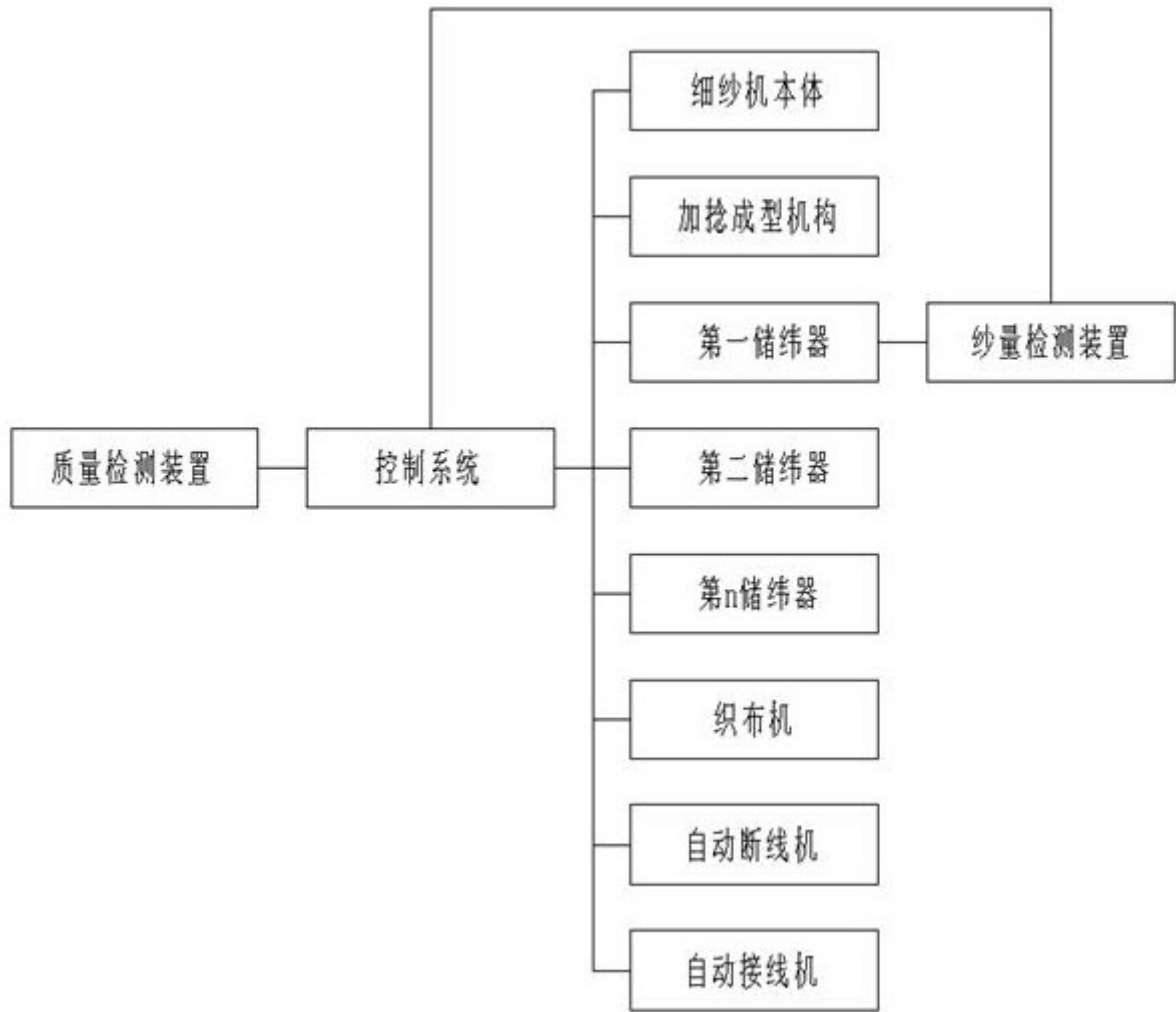 细纱机本体
加捻成型机构
第一储纬器
纱量检测装置
质量检测装置
控制系统
第二储纬器
第n储纬器
织布机
自动断线机
自动接线机